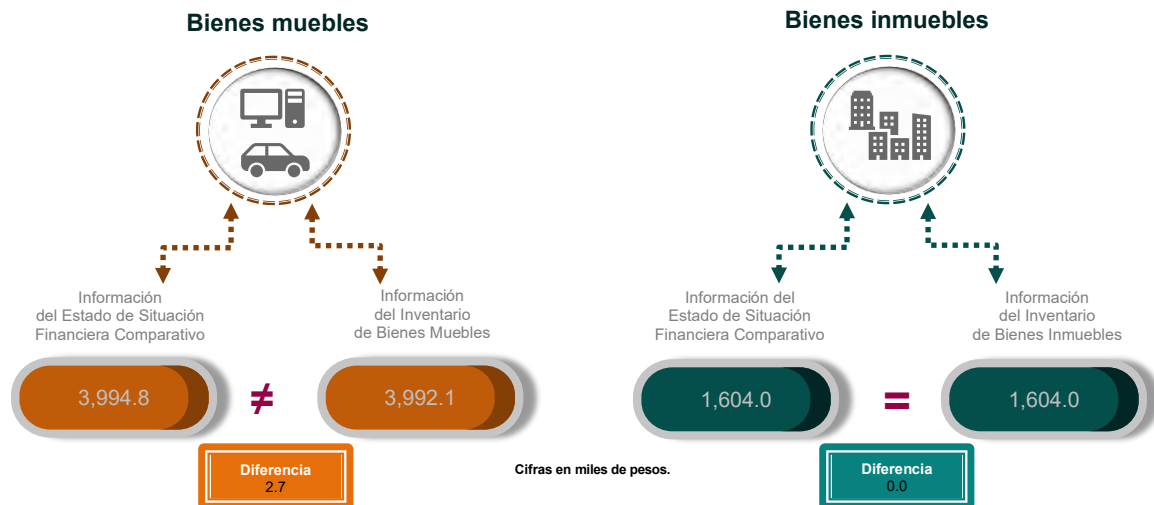 Bienes muebles
Información
del Estado de Situación
Financiera Comparativo
Información
del Inventario
de Bienes Muebles
3,994.8
≠
3,992.1
Diferencia
2.7
Cifras en miles de pesos.
Bienes inmuebles
Información del
Estado de Situación
Financiera Comparativo
Información
del Inventario
de Bienes Inmuebles
1,604.0
=
1,604.0
Diferencia
0.0